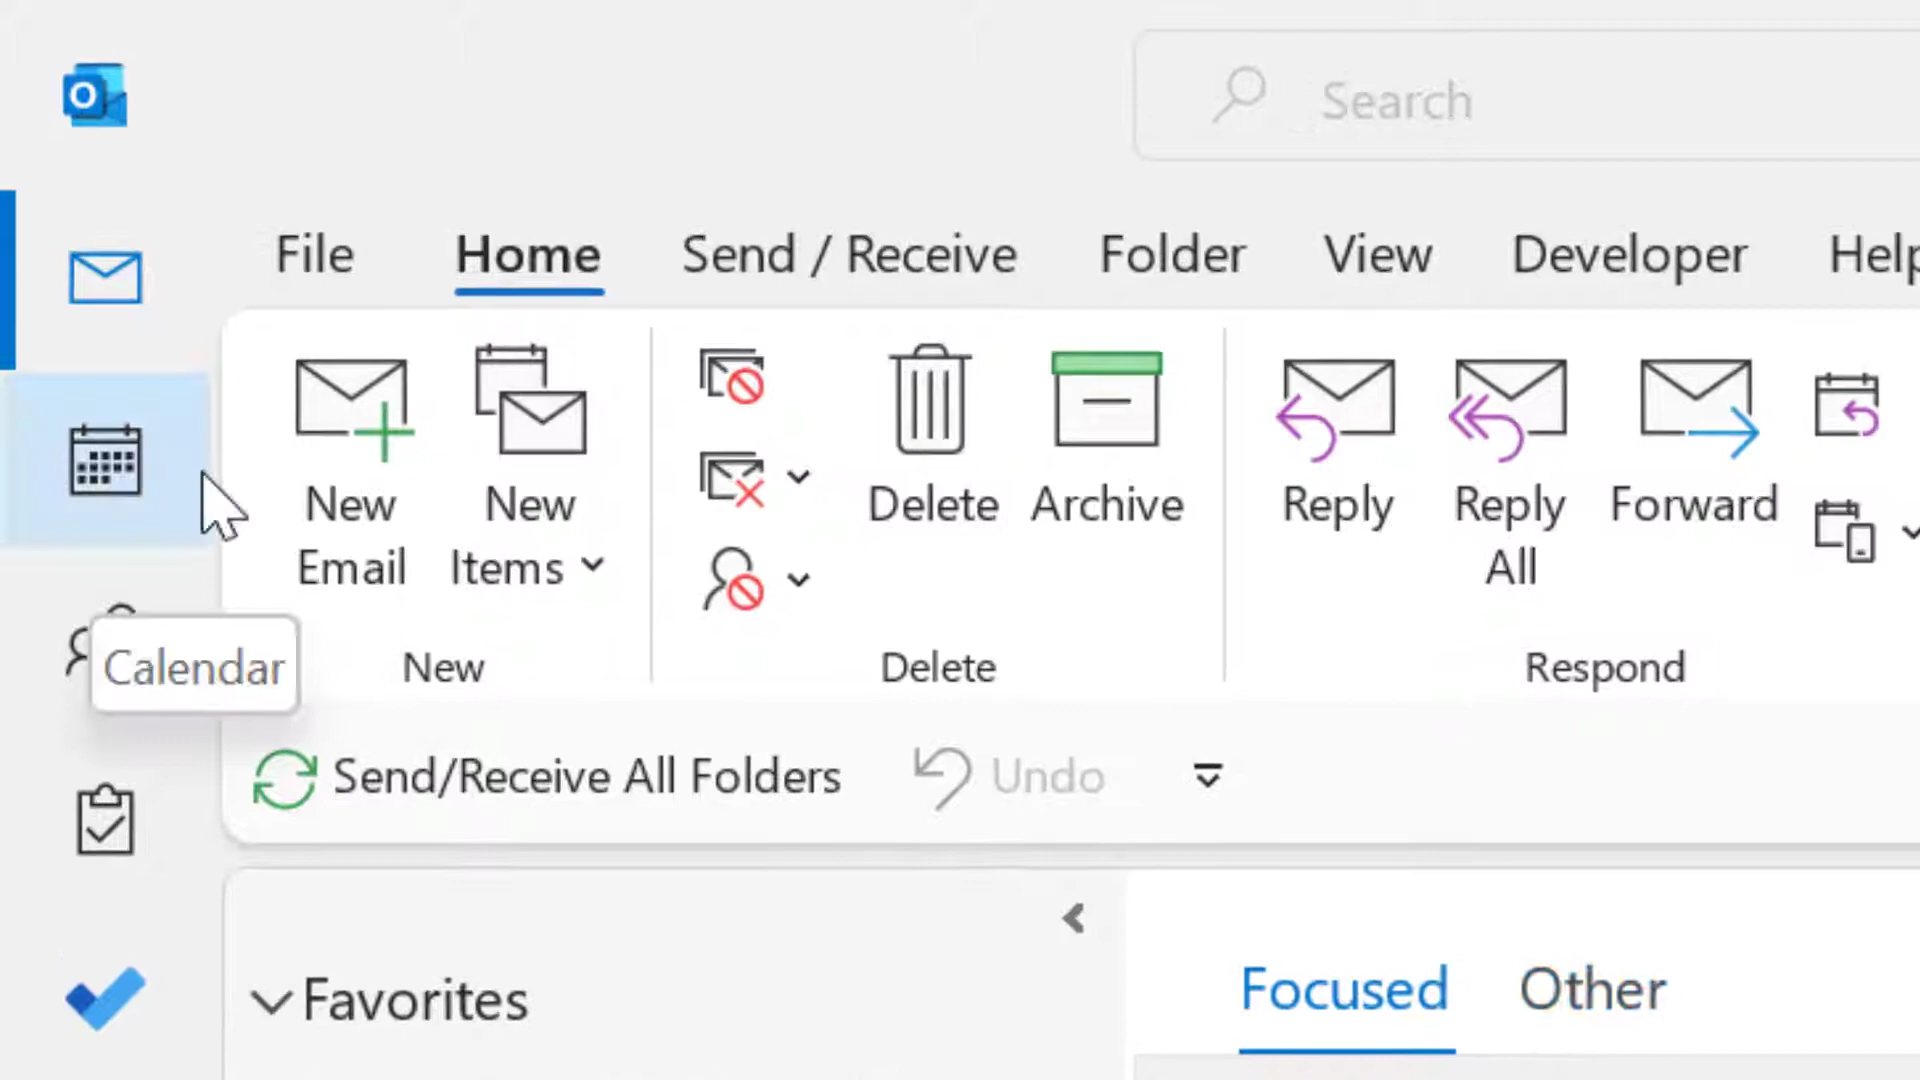 Search
File Home Send / Receive Folder View Developer Help
New Email
New Items
Delete
Archive
Reply
Reply All
Forward
New
Delete
Respond
Calendar
Send/Receive All Folders
Undo
Favorites
Focused Other